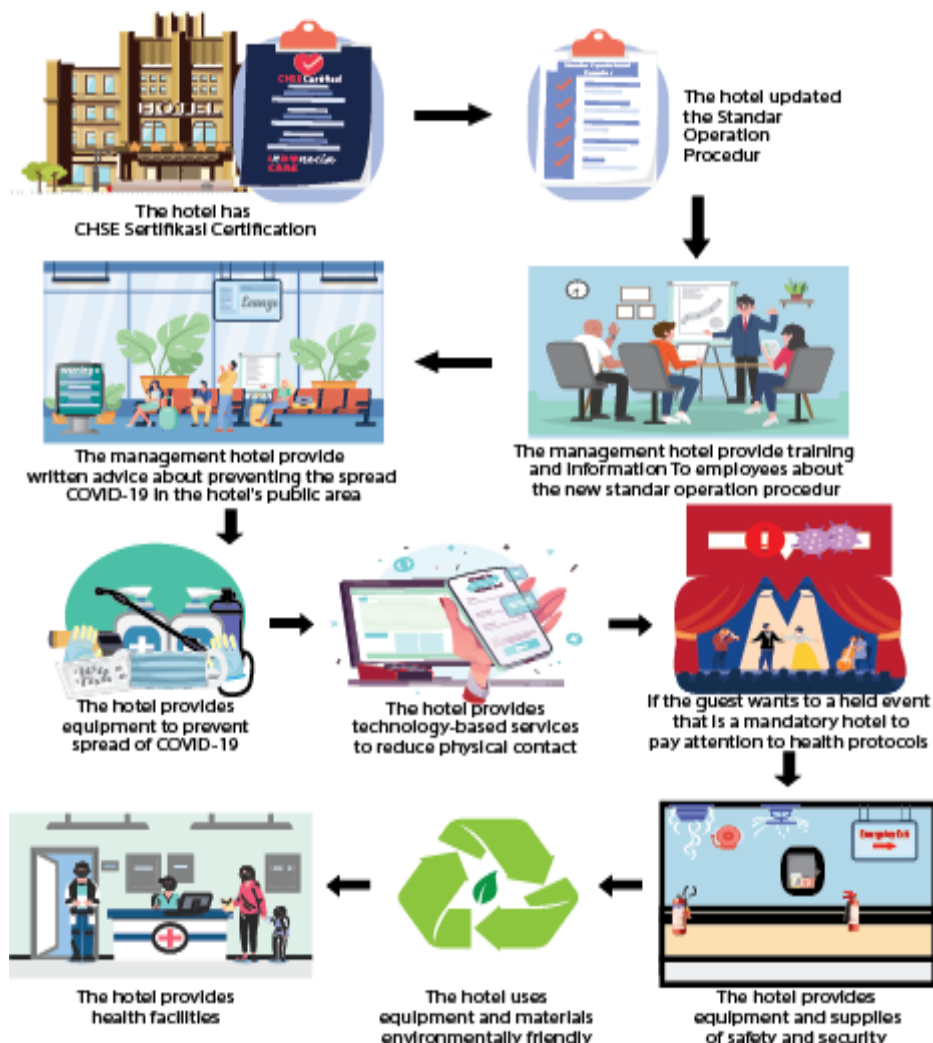 HOTEL
CHSE Certified
INDONESIA
CARE
The hotel has
CHSE Sertifikasi Certification
The hotel updated
the Standar
Operation
Procedur
Lounge
The management hotel provide
written advice about preventing the spread
COVID-19 in the hotel's public area
The management hotel provide training
and information To employees about
the new standar operation procedur
The hotel provides
equipment to prevent
spread of COVID-19
The hotel provides
technology-based services
to reduce physical contact
If the guest wants to a held event
that is a mandatory hotel to
pay attention to health protocols
Emergency Exit
The hotel provides
health facilities
The hotel uses
equipment and materials
environmentally friendly
The hotel provides
equipment and supplies
of safety and security